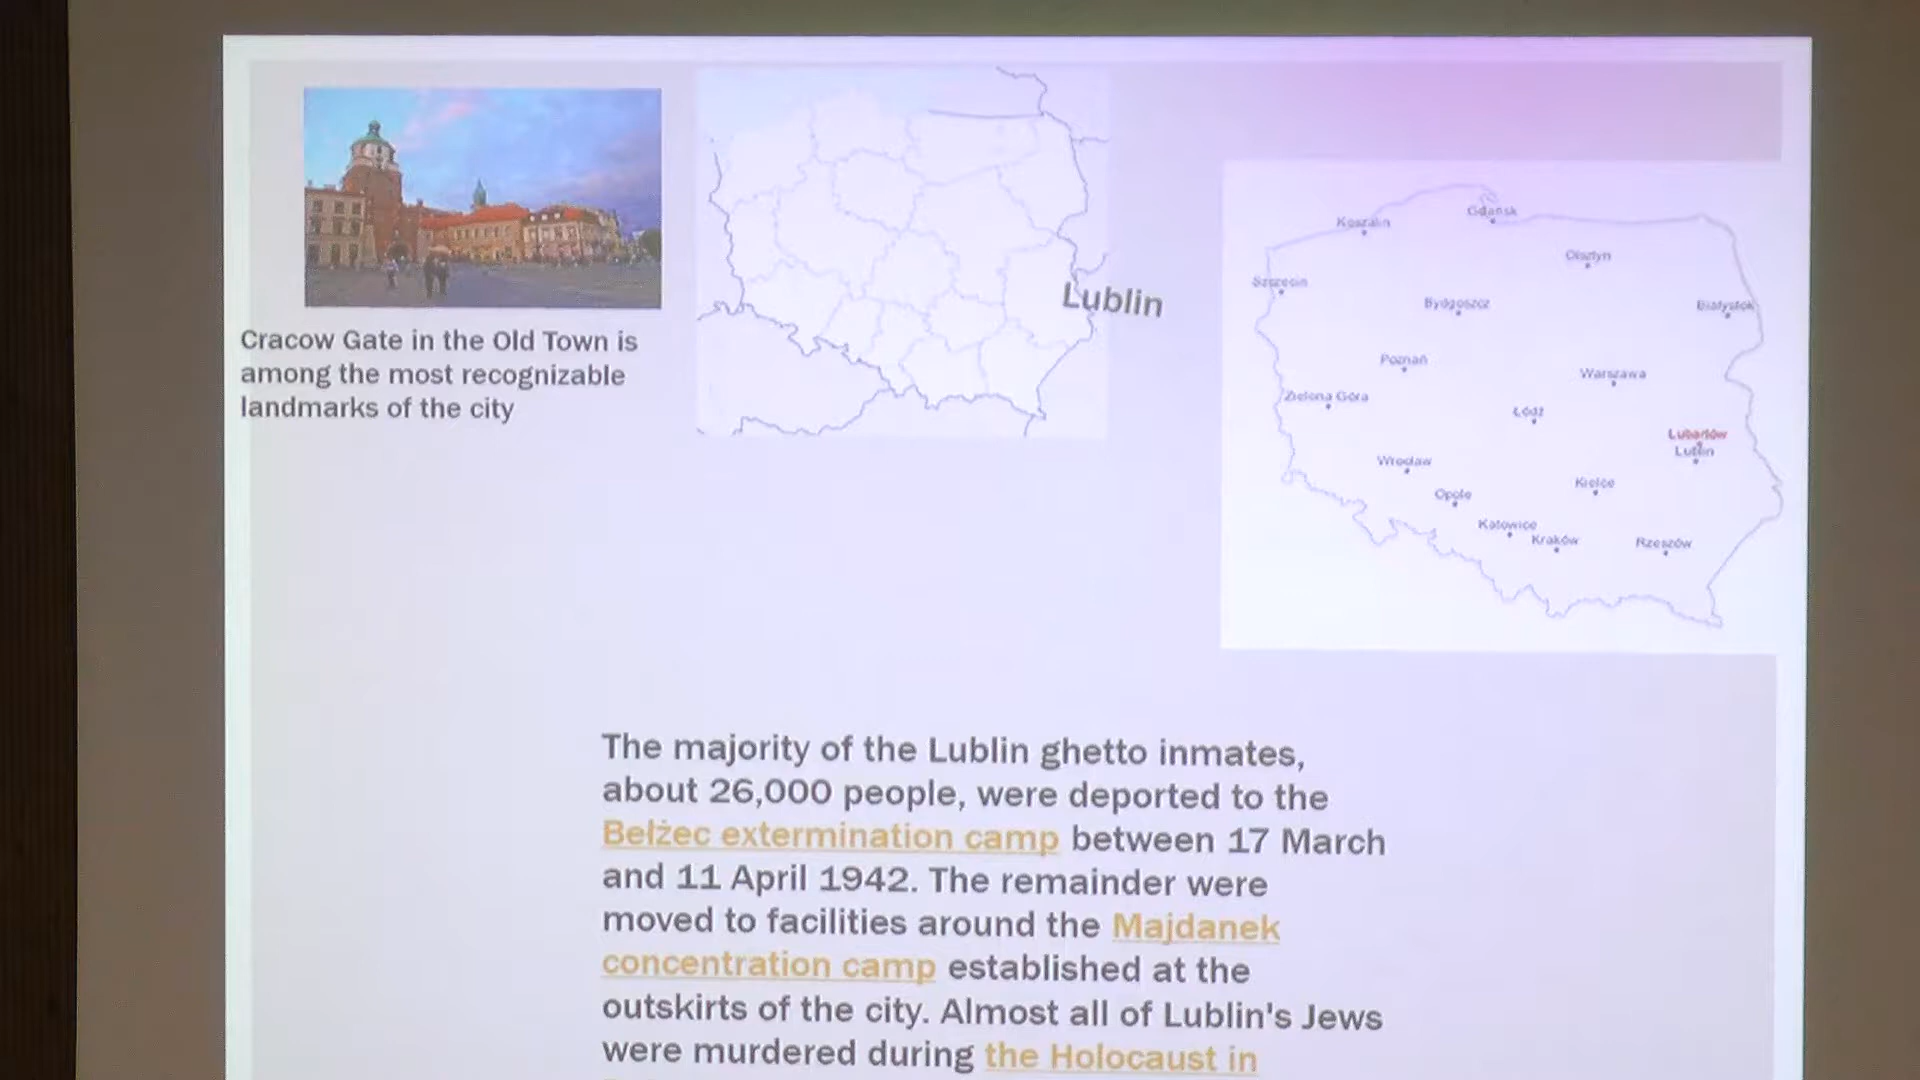 Cracow Gate in the Old Town is
among the most recognizable
landmarks of the city
Lublin
Koszalin
Gdańsk
Olsztyn
Szczecin
Bydgoszcz
Białystok
Poznań
Warszawa
Zielona Góra
Łódź
Lubartów
Lublin
Wrocław
Kielce
Opole
Katowice
Kraków
Rzeszów
The majority of the Lublin ghetto inmates,
about 26,000 people, were deported to the
Bełżec extermination camp between 17 March
and 11 April 1942. The remainder were
moved to facilities around the Majdanek
concentration camp established at the
outskirts of the city. Almost all of Lublin's Jews
were murdered during the Holocaust in